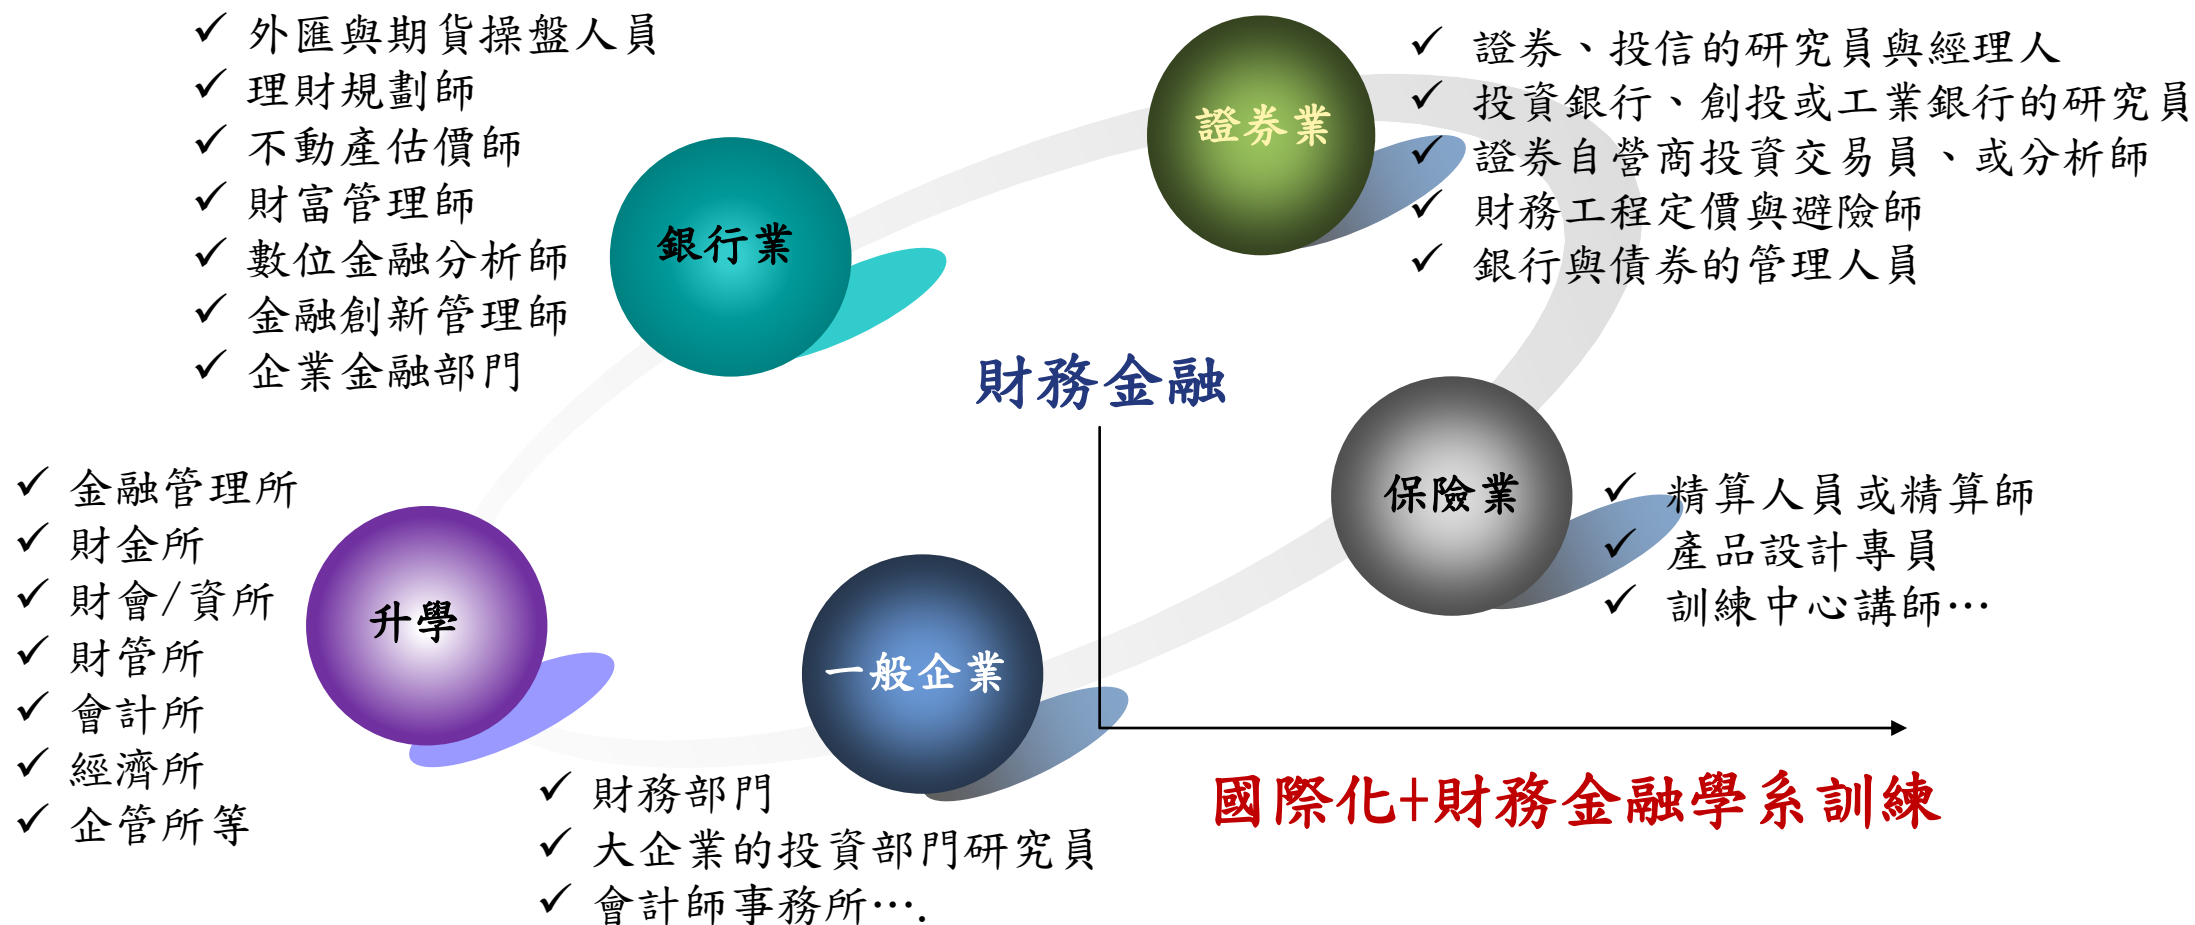 外匯與期貨操盤人員
理財規劃師
不動產估價師
財富管理師
數位金融分析師
金融創新管理師
企業金融部門
銀行業
證券業
證券、投信的研究員與經理人
投資銀行、創投或工業銀行的研究員
證券自營商投資交易員、或分析師
財務工程定價與避險師
銀行與債券的管理人員
財務金融
保險業
精算人員或精算師
產品設計專員
訓練中心講師…
金融管理所
財金所
財會/資所
財管所
會計所
經濟所
企管所等
升學
一般企業
財務部門
大企業的投資部門研究員
會計師事務所….
國際化+財務金融學系訓練